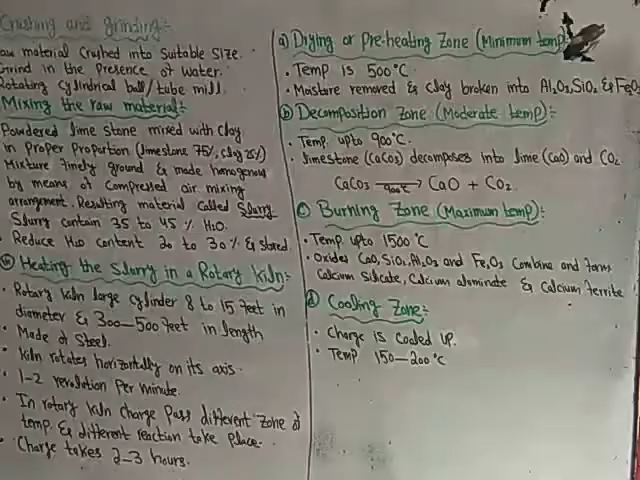 Crushing and grinding:-
aw material Crushed into Suitable Size.
Grind in the Presence of water.
Rotating Cylindrical ball/tube mill.
Mixing the raw material:-
Powdered lime stone mixed with Clay
in Proper Proportion (limestone 75%, Clay 25%)
Mixture finely ground & made homogenous
by means of Compressed air mixing
arrangement. Resulting material called Slurry
Slurry contain 35 to 45 % H₂O.
Reduce H₂O content 20 to 30 % & stored
Heating the Slurry in a Rotary Kiln:-
• Rotary Kiln large cylinder 8 to 15 feet in
diameter & 300-500 feet in length
• Made of Steel.
• Kiln rotates horizontally on its axis.
• 1-2 revolution Per minute.
• In rotary Kiln Charge Pass different Zone of
temp. & different reaction take place.
• Charge takes 2-3 hours.
a) Drying or Pre-heating Zone (Minimum temp)
• Temp is 500°C.
• Moisture removed & Clay broken into Al₂O₃, SiO₂ & Fe₂O₃
b) Decomposition Zone (Moderate temp):-
• Temp. upto 900°C.
• limestone (CaCO₃) decomposes into lime (CaO) and CO₂.
CaCO₃ 900°C → CaO + CO₂.
c) Burning Zone (Maximum temp):-
• Temp. upto 1500°C
• Oxides CaO, SiO₂, Al₂O₃ and Fe₂O₃ Combine and form
Calcium Silicate, Calcium aluminate & Calcium ferrite
d) Cooling Zone:-
• Charge is Cooled up.
• Temp 150-200°C